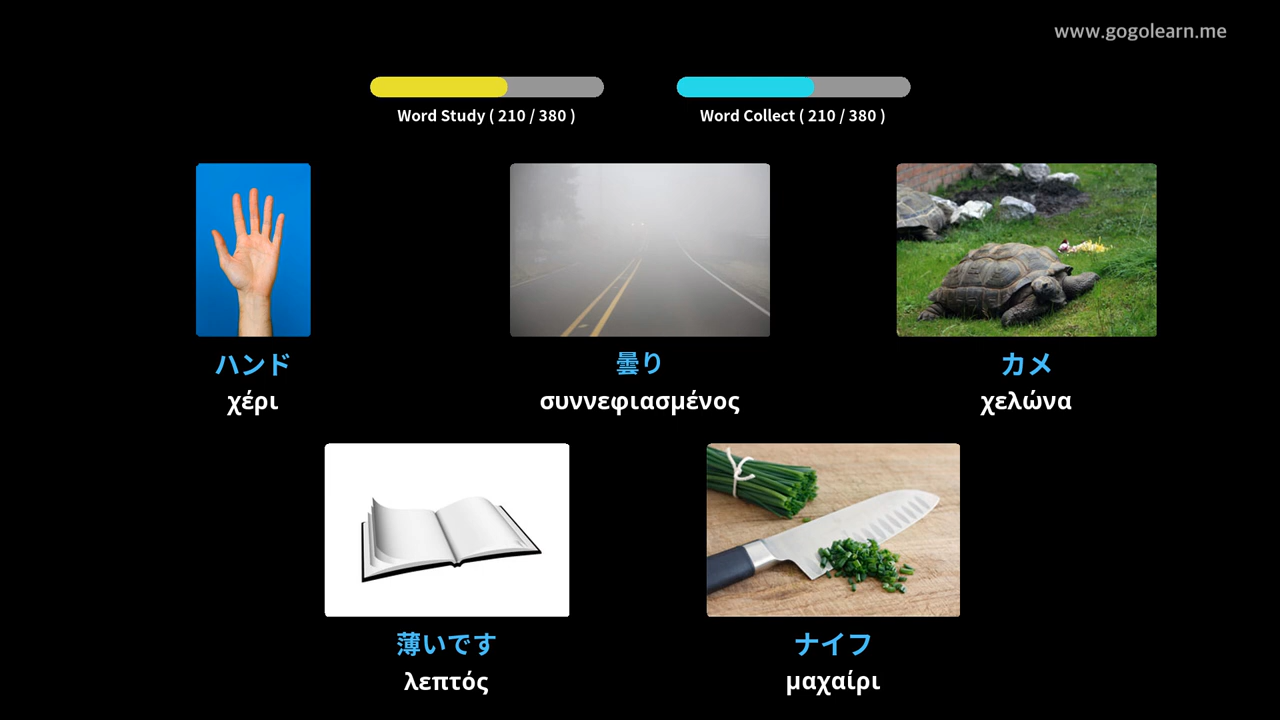 www.gogolearn.me
Word Study ( 210 / 380 )
Word Collect ( 210 / 380 )
ハンド
χέρι
曇り
συννεφιασμένος
カメ
χελώνα
薄いです
λεπτός
ナイフ
μαχαίρι